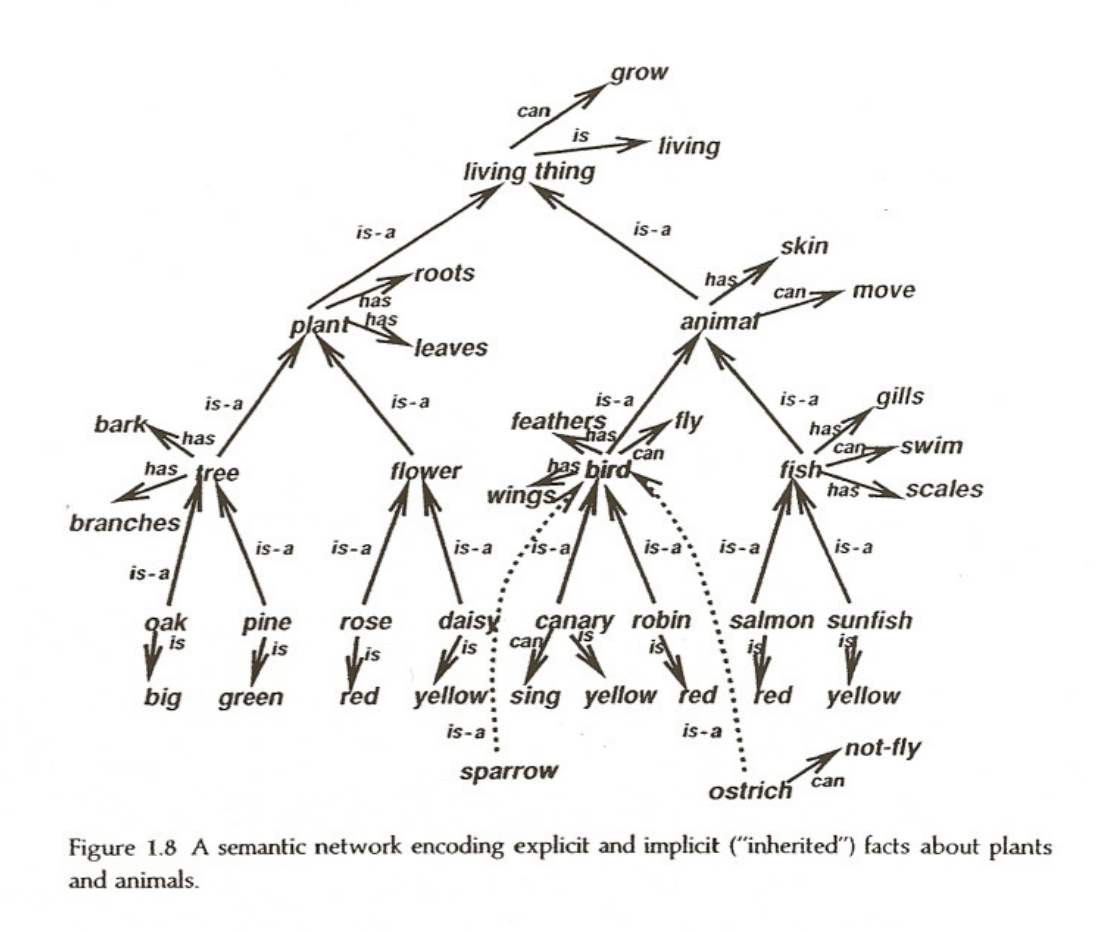 grow
can
is
living
living thing
is-a
is-a
skin
roots
has
has
can
move
plant
has
animal
leaves
is-a
is-a
is-a
is-a
gills
bark
feathers
fly
has
has
has
can
can
swim
has
tree
flower
has
bird
fish
wings
has
scales
branches
is-a
is-a
is-a
is-a
is-a
is-a
is-a
is-a
oak
pine
rose
daisy
canary
robin
salmon
sunfish
is
is
is
is
can
is
is
is
is
big
green
red
yellow
sing
yellow
red
red
yellow
is-a
is-a
not-fly
sparrow
ostrich
can
Figure 1.8 A semantic network encoding explicit and implicit (“inherited”) facts about plants
and animals.